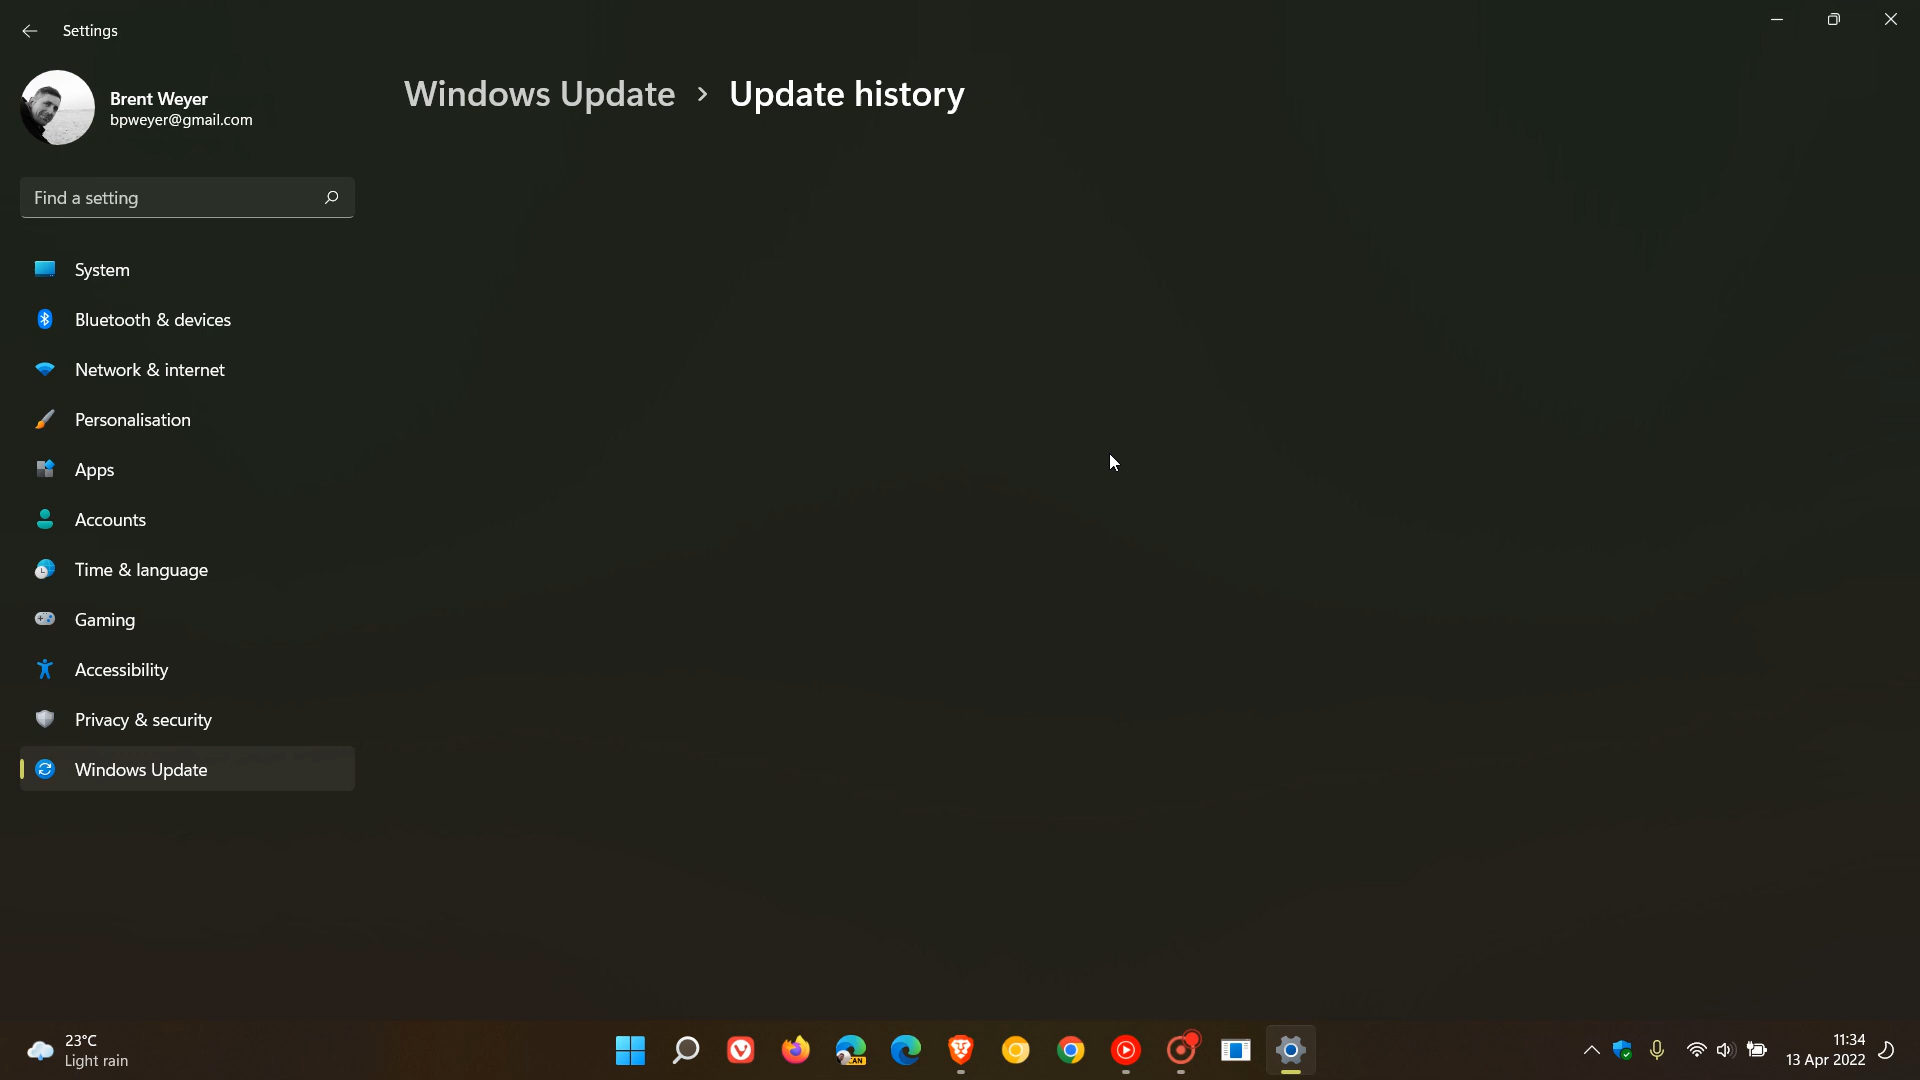 Settings
Brent Weyer
bpweyer@gmail.com
Windows Update > Update history
Find a setting
System
Bluetooth & devices
Network & internet
Personalisation
Apps
Accounts
Time & language
Gaming
Accessibility
Privacy & security
Windows Update
23°C
Light rain
CAN
11:34
13 Apr 2022